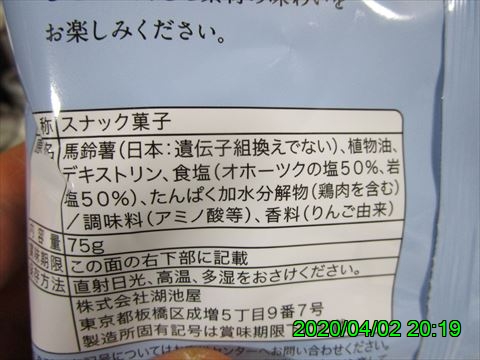 味わいを
お楽しみください。
称 スナック菓子
馬鈴薯(日本:遺伝子組換えでない)、植物油、
デキストリン、食塩(オホーツクの塩50%、岩
塩50%)、たんぱく加水分解物(鶏肉を含む)
/調味料(アミノ酸等)、香料(りんご由来)
内容量 75g
賞味期限 この面の右下部に記載
保存方法 直射日光、高温、多湿をおさけください。
株式会社湖池屋
東京都板橋区成増5丁目9番7号
製造所固有記号は賞味期限下
2020/04/02 20:19